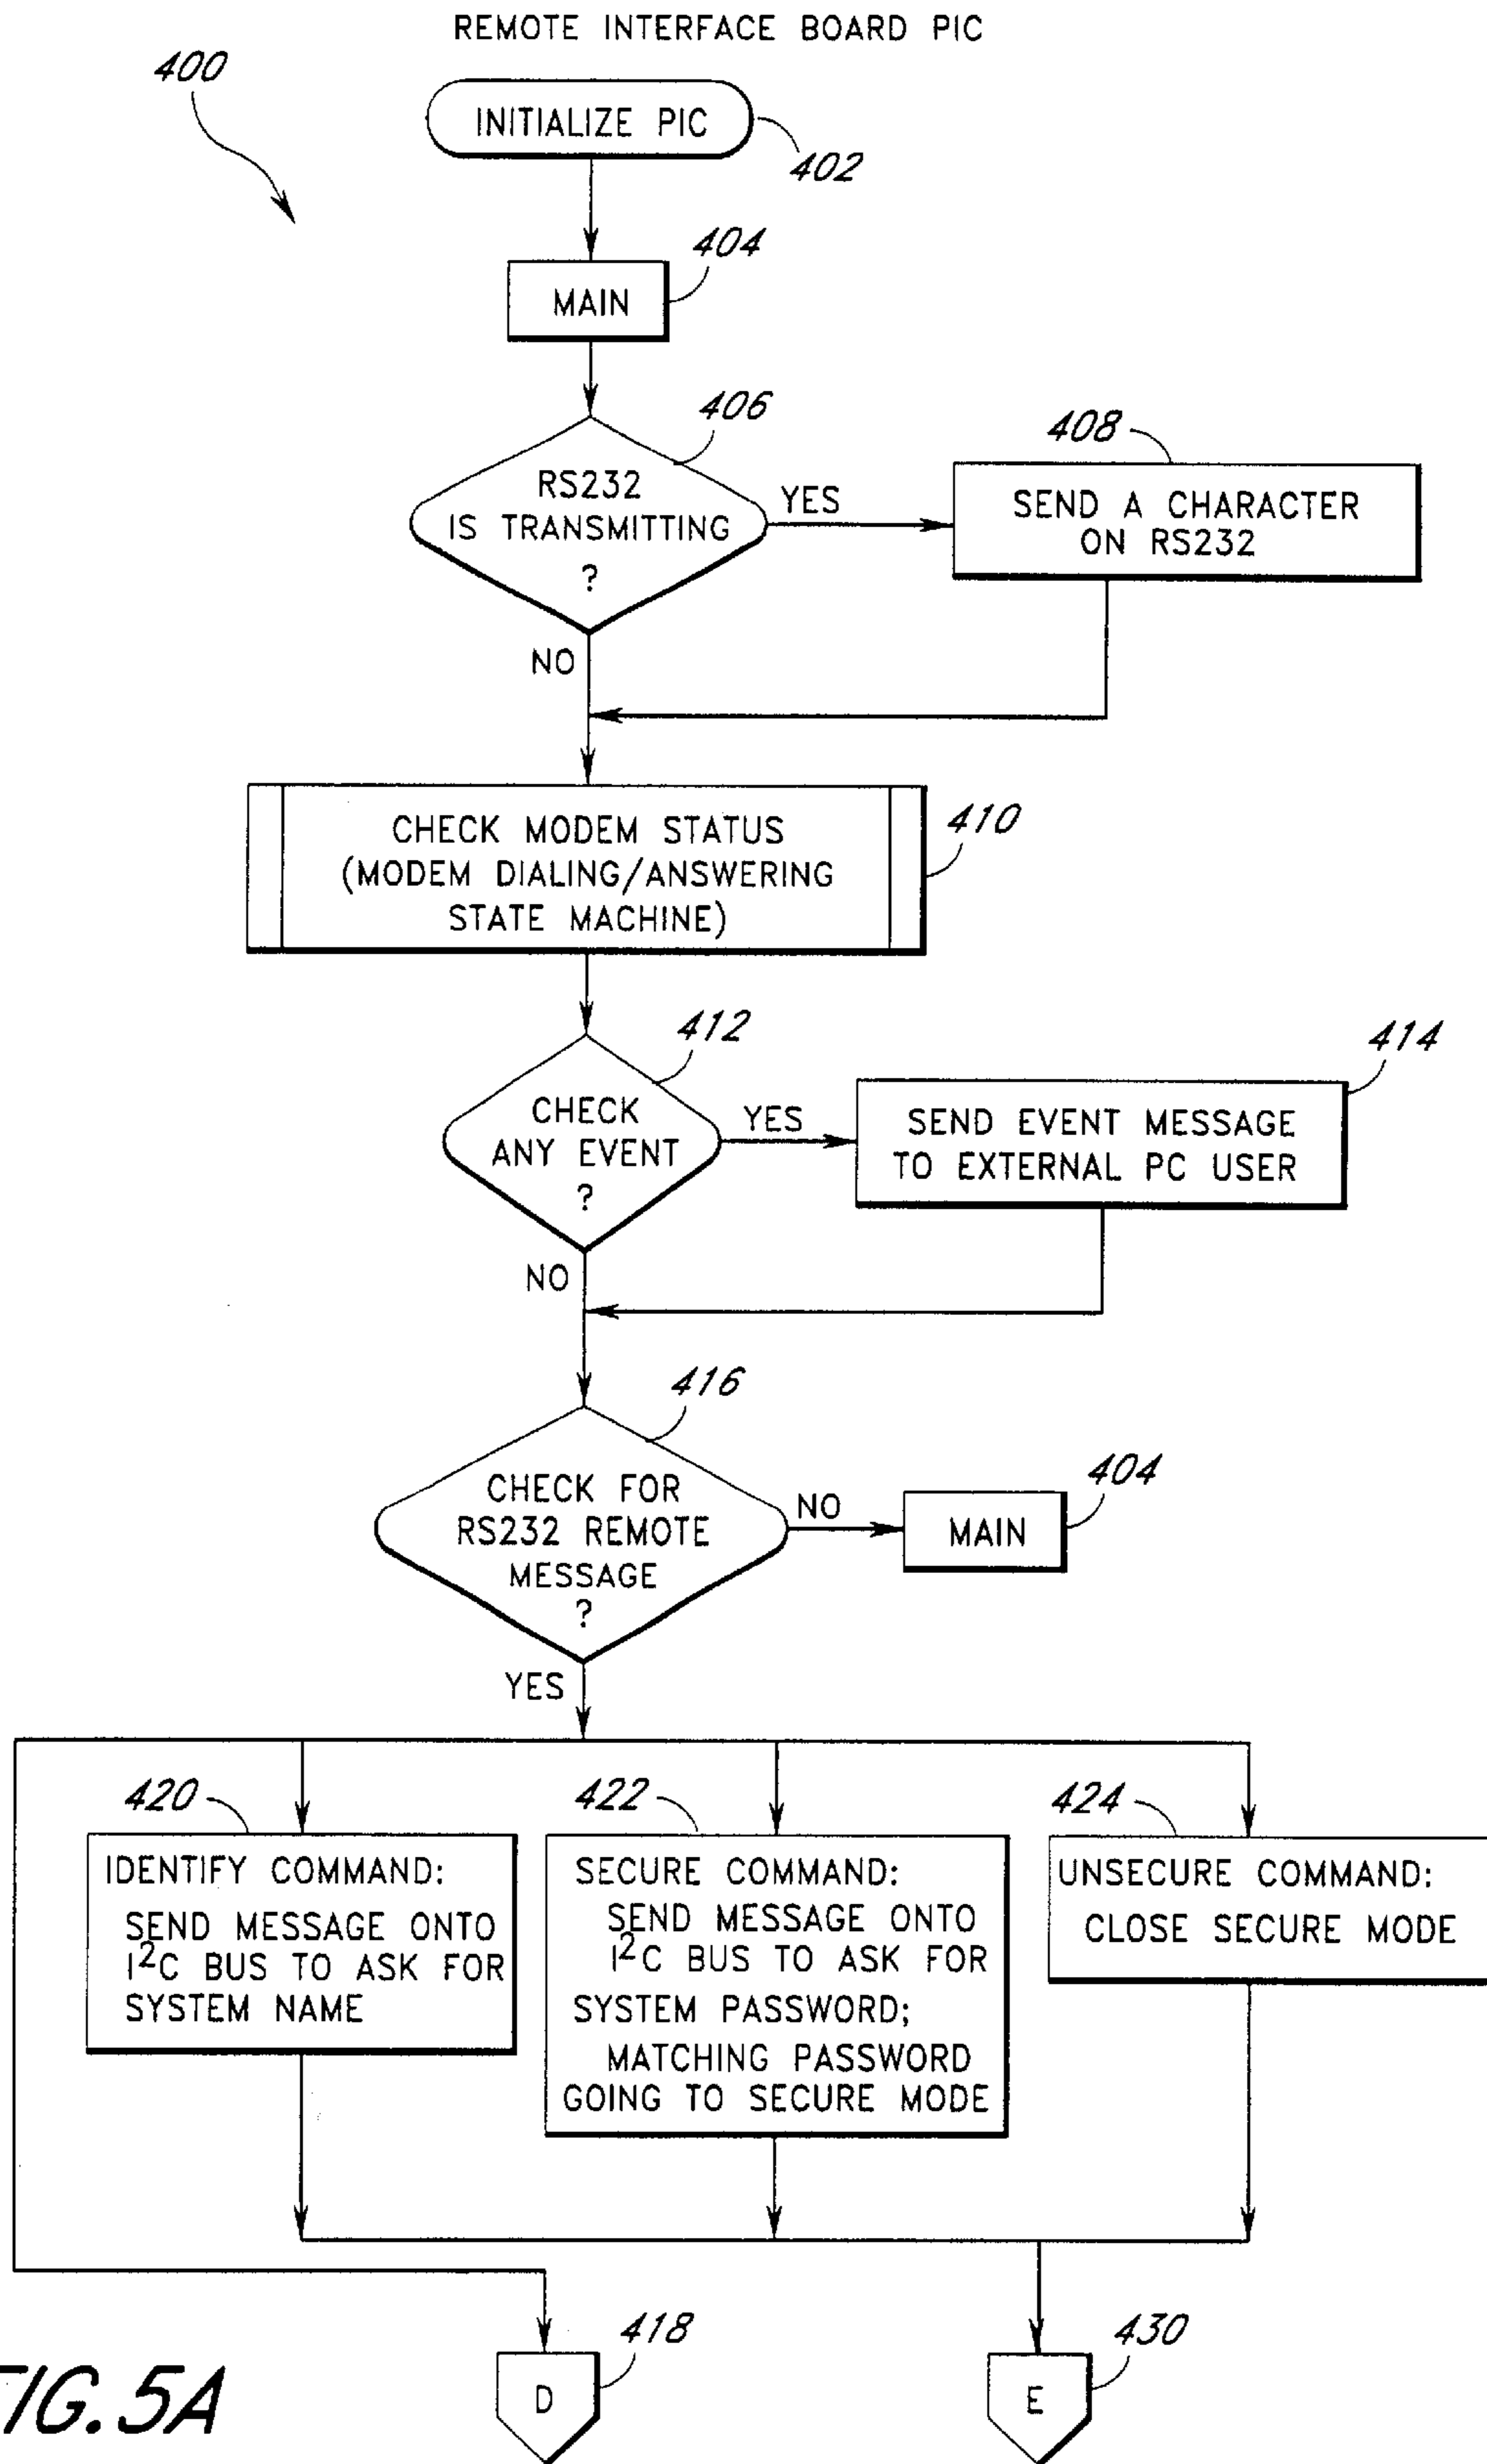 REMOTE INTERFACE BOARD PIC
400
INITIALIZE PIC
402
404
MAIN
406
RS232
IS TRANSMITTING
?
YES
408
SEND A CHARACTER
ON RS232
NO
CHECK MODEM STATUS
(MODEM DIALING/ANSWERING
STATE MACHINE)
410
412
CHECK
ANY EVENT
?
YES
414
SEND EVENT MESSAGE
TO EXTERNAL PC USER
NO
416
CHECK FOR
RS232 REMOTE
MESSAGE
?
NO
404
MAIN
YES
420
IDENTIFY COMMAND:
SEND MESSAGE ONTO
I²C BUS TO ASK FOR
SYSTEM NAME
422
SECURE COMMAND:
SEND MESSAGE ONTO
I²C BUS TO ASK FOR
SYSTEM PASSWORD;
MATCHING PASSWORD
GOING TO SECURE MODE
424
UNSECURE COMMAND:
CLOSE SECURE MODE
418
D
430
E
FIG. 5A